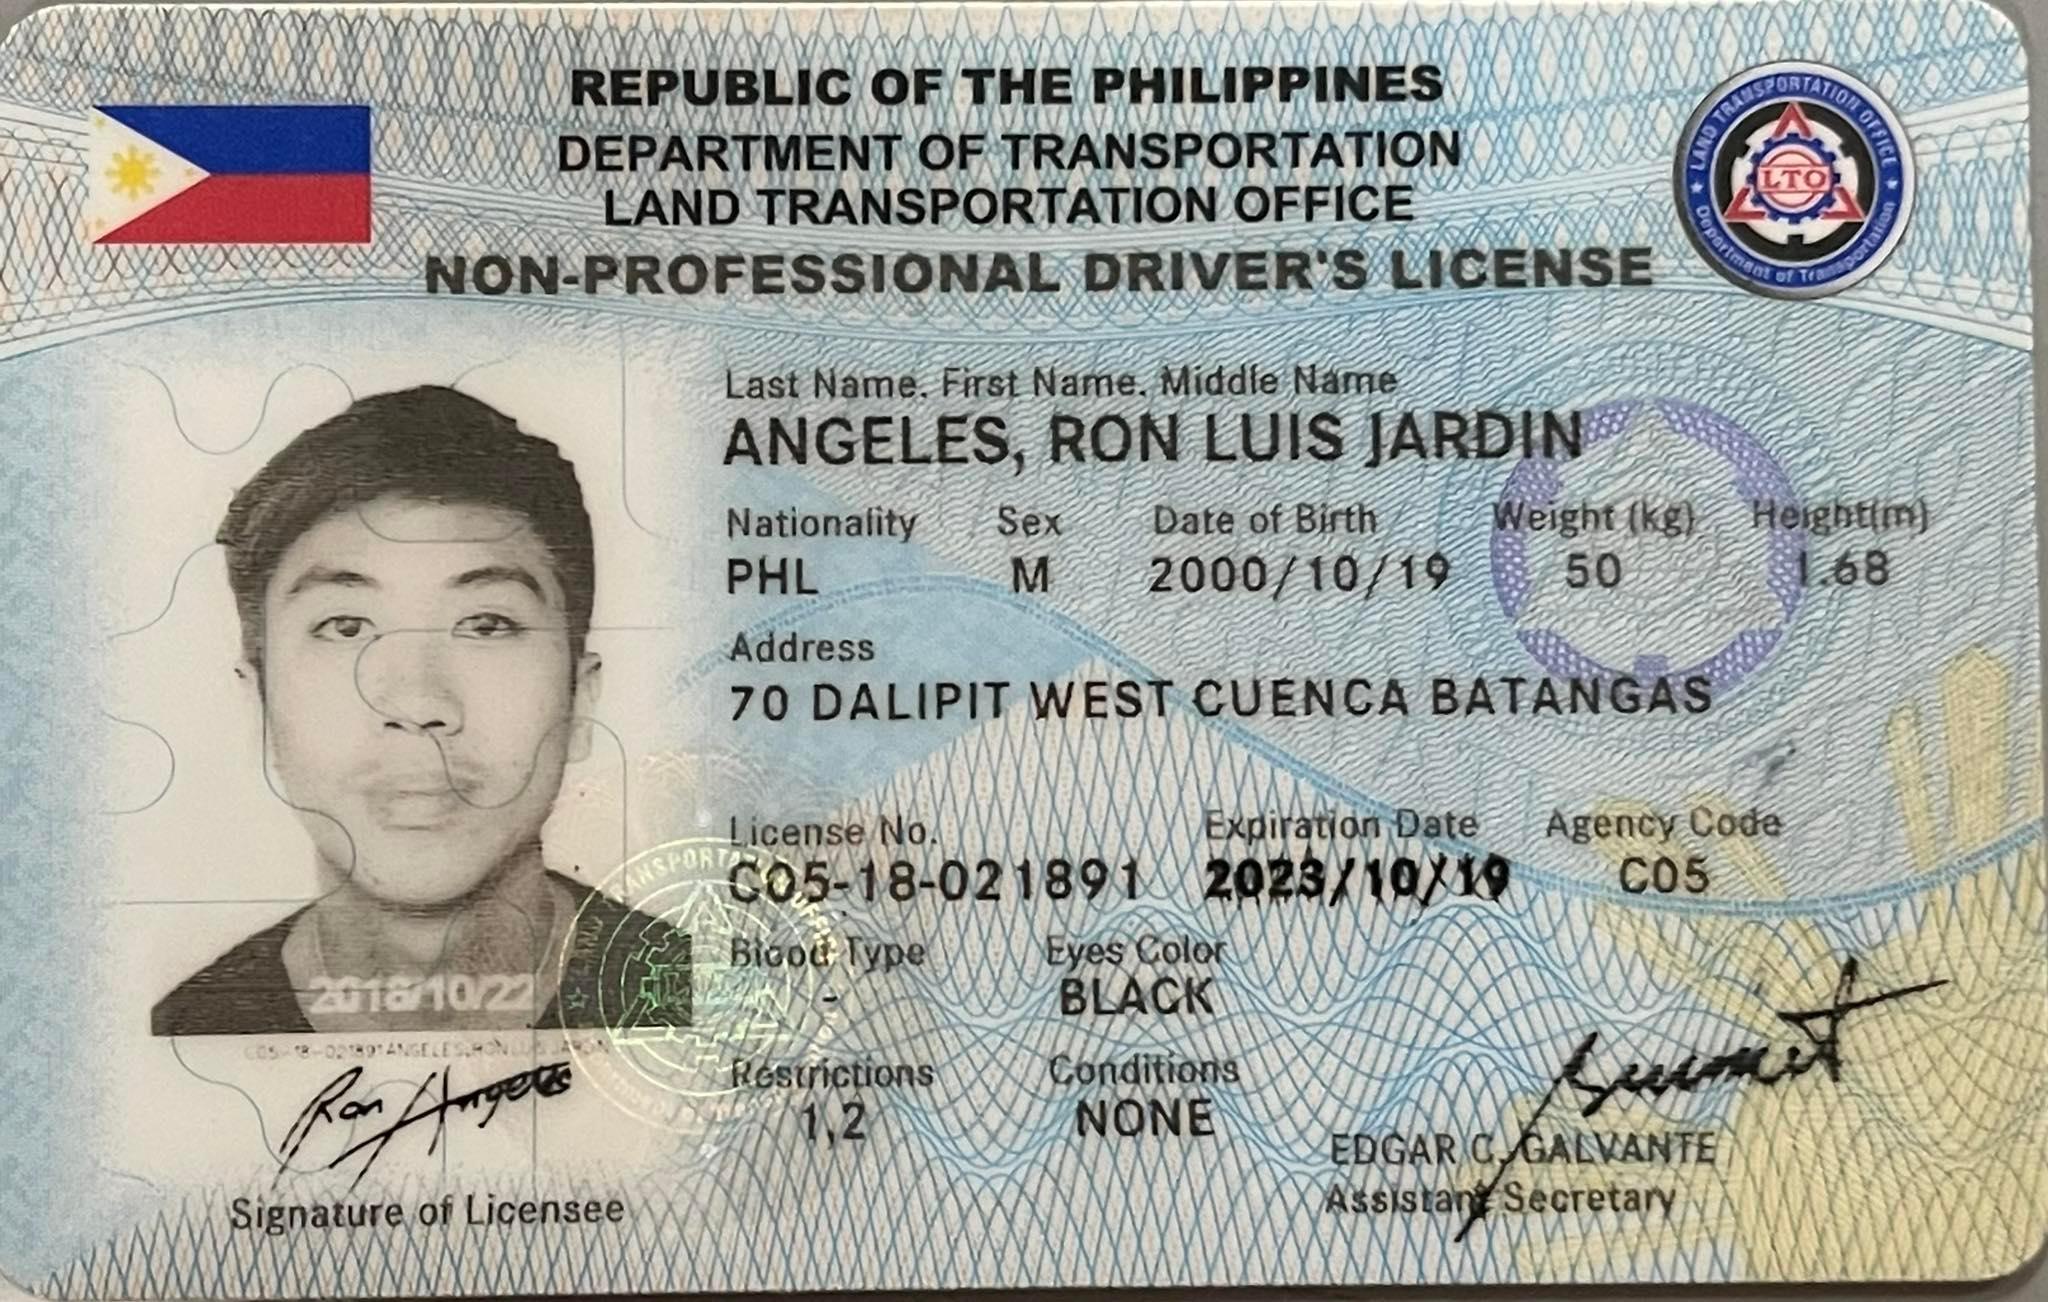 REPUBLIC OF THE PHILIPPINES
DEPARTMENT OF TRANSPORTATION
LAND TRANSPORTATION OFFICE
NON-PROFESSIONAL DRIVER'S LICENSE
LAND TRANSPORTATION OFFICE
LTO
Department of Transportation
Last Name, First Name, Middle Name
ANGELES, RON LUIS JARDIN
Nationality Sex Date of Birth Weight (kg) Height(m)
PHL M 2000/10/19 50 1.68
Address
70 DALIPIT WEST CUENCA BATANGAS
License No. Expiration Date Agency Code
C05-18-021891 2023/10/19 C05
Blood Type Eyes Color
- BLACK
Restrictions Conditions
1,2 NONE
2018/10/22
C05-18-021891 ANGELES, RON LUIS JARDIN
Ron Angeles
Signature of Licensee
EDGAR C. GALVANTE
Assistant Secretary